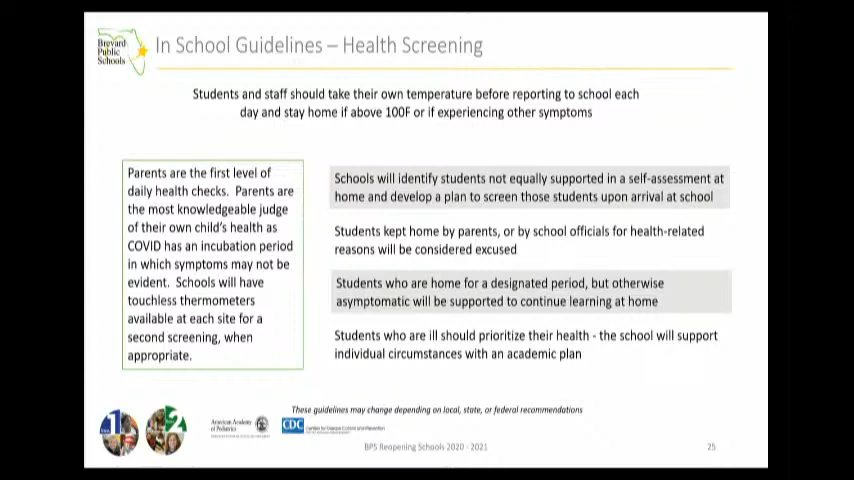 Brevard
Public
Schools
In School Guidelines – Health Screening
Students and staff should take their own temperature before reporting to school each
day and stay home if above 100F or if experiencing other symptoms
Parents are the first level of
daily health checks. Parents are
the most knowledgeable judge
of their own child's health as
COVID has an incubation period
in which symptoms may not be
evident. Schools will have
touchless thermometers
available at each site for a
second screening, when
appropriate.
Schools will identify students not equally supported in a self-assessment at
home and develop a plan to screen those students upon arrival at school
Students kept home by parents, or by school officials for health-related
reasons will be considered excused
Students who are home for a designated period, but otherwise
asymptomatic will be supported to continue learning at home
Students who are ill should prioritize their health - the school will support
individual circumstances with an academic plan
These guidelines may change depending on local, state, or federal recommendations
1
2
American Academy
of Pediatrics
CDC
Centers for Disease Control and Prevention
BPS Reopening Schools 2020 - 2021
25